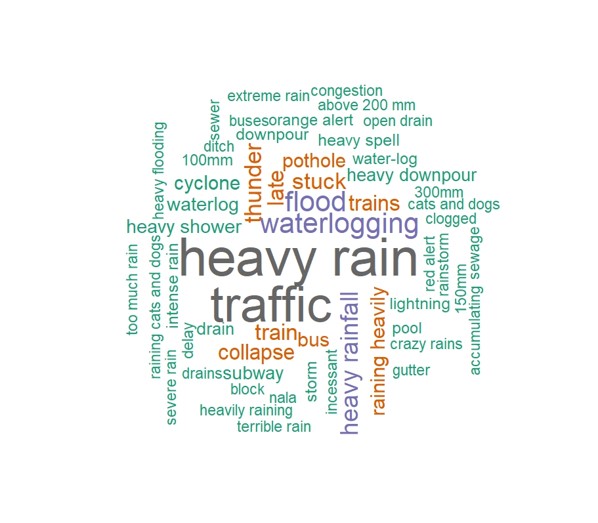 extreme rain
congestion
above 200 mm
sewer
buses
orange alert
open drain
downpour
heavy spell
ditch
100mm
thunder
pothole
water-log
heavy flooding
cyclone
late
stuck
heavy downpour
waterlog
flood
trains
300mm
cats and dogs
heavy shower
waterlogging
clogged
heavy rain
too much rain
raining cats and dogs
intense rain
red alert
rainstorm
150mm
accumulating sewage
traffic
heavy rainfall
raining heavily
lightning
delay
drain
train
bus
pool
crazy rains
collapse
severe rain
drains
subway
storm
incessant
gutter
block
nala
heavily raining
terrible rain